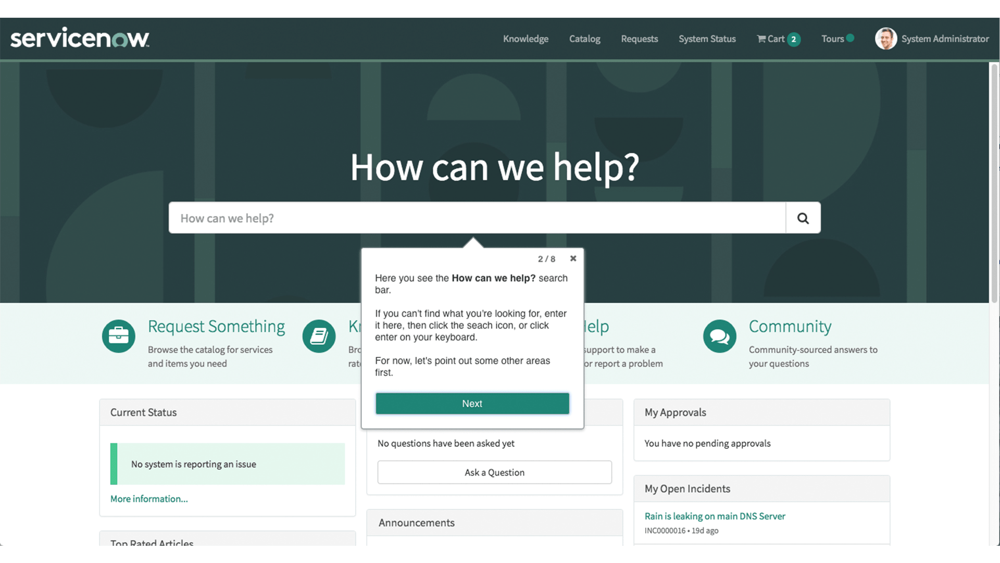 servicenow
Knowledge
Catalog
Requests
System Status
Cart 2
Tours
System Administrator
How can we help?
How can we help?
2 / 8
Here you see the How can we help? search
bar.
If you can't find what you're looking for, enter
it here, then click the seach icon, or click
enter on your keyboard.
For now, let's point out some other areas
first.
Next
Request Something
Browse the catalog for services
and items you need
support to make a
or report a problem
Community
Community-sourced answers to
your questions
Current Status
No system is reporting an issue
More information...
No questions have been asked yet
Ask a Question
Announcements
My Approvals
You have no pending approvals
My Open Incidents
Rain is leaking on main DNS Server
INC0000016 • 19d ago
Top Rated Articles